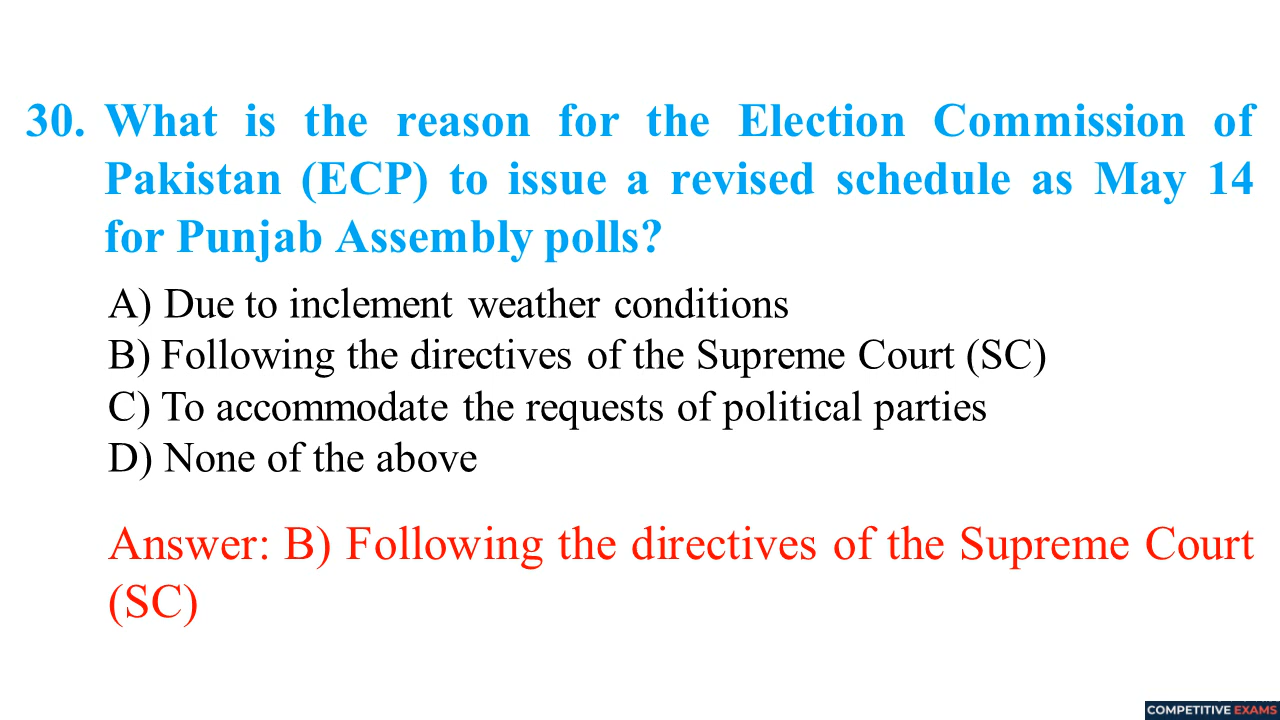 30. What is the reason for the Election Commission of
Pakistan (ECP) to issue a revised schedule as May 14
for Punjab Assembly polls?
A) Due to inclement weather conditions
B) Following the directives of the Supreme Court (SC)
C) To accommodate the requests of political parties
D) None of the above
Answer: B) Following the directives of the Supreme Court
(SC)
COMPETITIVE EXAMS